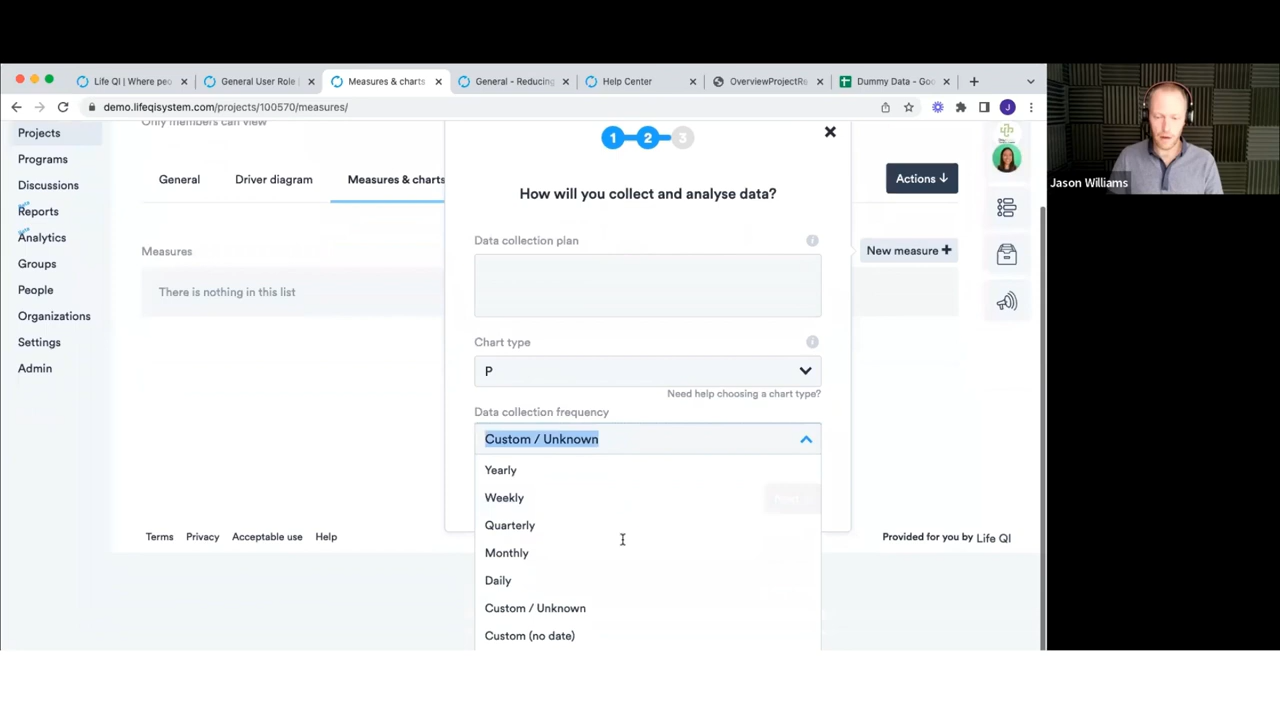 Life QI | Where peo
General User Role |
Measures & charts
General - Reducing
Help Center
OverviewProjectRe
Dummy Data - Goo
demo.lifeqisystem.com/projects/100570/measures/
J
Projects
Programs
Discussions
Reports
Analytics
Groups
People
Organizations
Settings
Admin
Only members can view
General
Driver diagram
Measures & charts
Actions
Measures
New measure +
There is nothing in this list
1
2
3
How will you collect and analyse data?
Data collection plan
Chart type
P
Need help choosing a chart type?
Data collection frequency
Custom / Unknown
Yearly
Weekly
Quarterly
Monthly
Daily
Custom / Unknown
Custom (no date)
Next
Terms
Privacy
Acceptable use
Help
Provided for you by Life QI
Jason Williams